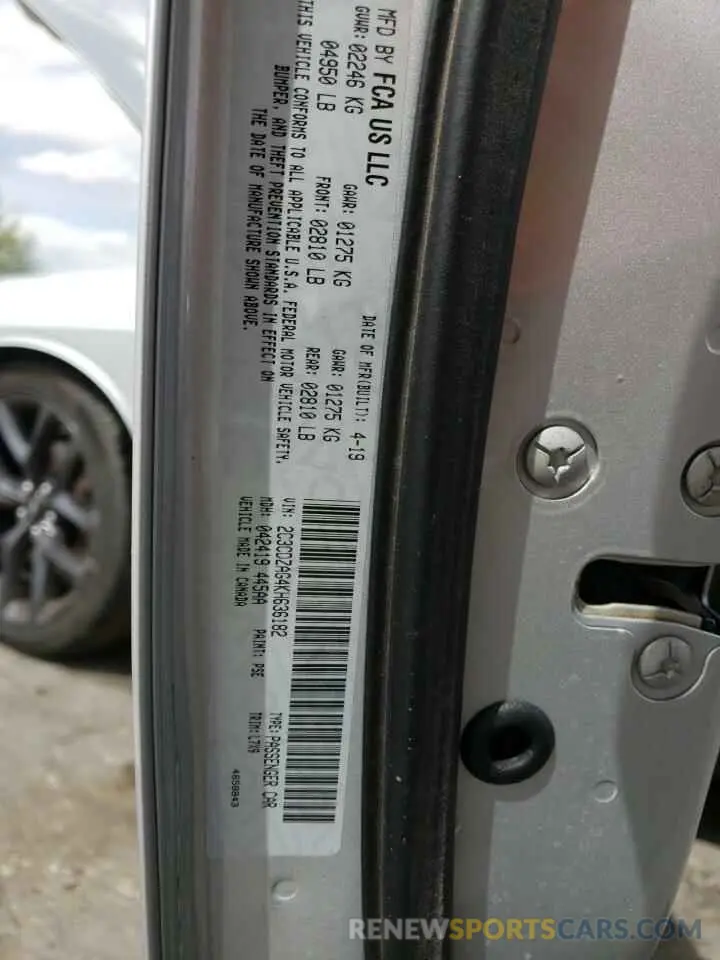 MFD BY FCA US LLC
DATE OF MFR(BUILT): 4-19
GVWR: 02246 KG
GAWR: 01275 KG
GAWR: 01275 KG
04950 LB
FRONT: 02810 LB
REAR: 02810 LB
THIS VEHICLE CONFORMS TO ALL APPLICABLE U.S.A. FEDERAL MOTOR VEHICLE SAFETY,
BUMPER, AND THEFT PREVENTION STANDARDS IN EFFECT ON
THE DATE OF MANUFACTURE SHOWN ABOVE.
VIN: 2C3CDZAG4KH636182
TYPE: PASSENGER CAR
MDH: 042419 445AA
PAINT: PSE
TRIM: L7X9
VEHICLE MADE IN CANADA
4658843
RENEWSPORTSCARS.COM